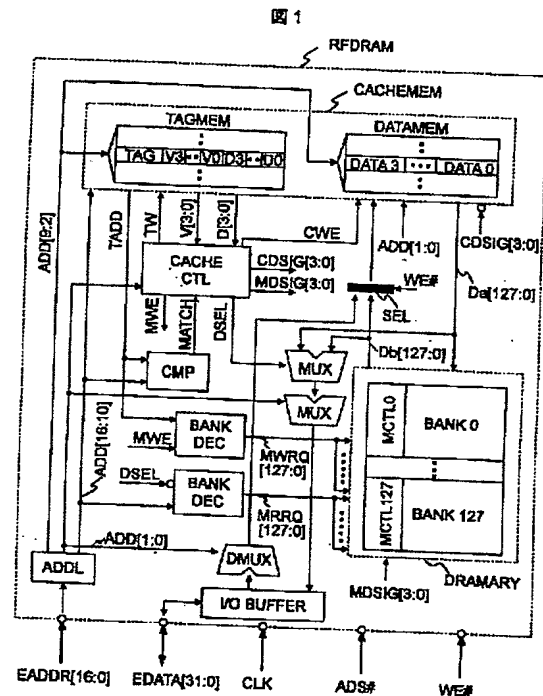 図 1
RFDRAM
CACHEMEM
TAGMEM
DATAMEM
TAG V3 ... V0 D3 ... D0
DATA 3 ... DATA 0
ADD[9:2]
TADD
TW
V[3:0]
D[3:0]
CWE
ADD[1:0]
CDSIG[3:0]
CACHE CTL
CDSIG[3:0]
MDSIG[3:0]
WE#
SEL
Da[127:0]
MWE
MATCH
DSEL
MUX
Db[127:0]
CMP
MUX
ADD[16:10]
MWE
BANK DEC
MWRQ
[127:0]
MCTL0
BANK 0
DSEL
BANK DEC
MRRQ
[127:0]
MCTL127
BANK 127
ADD[1:0]
DMUX
DRAMARY
ADDL
I/O BUFFER
MDSIG[3:0]
EADDR[16:0]
EDATA[31:0]
CLK
ADS#
WE#